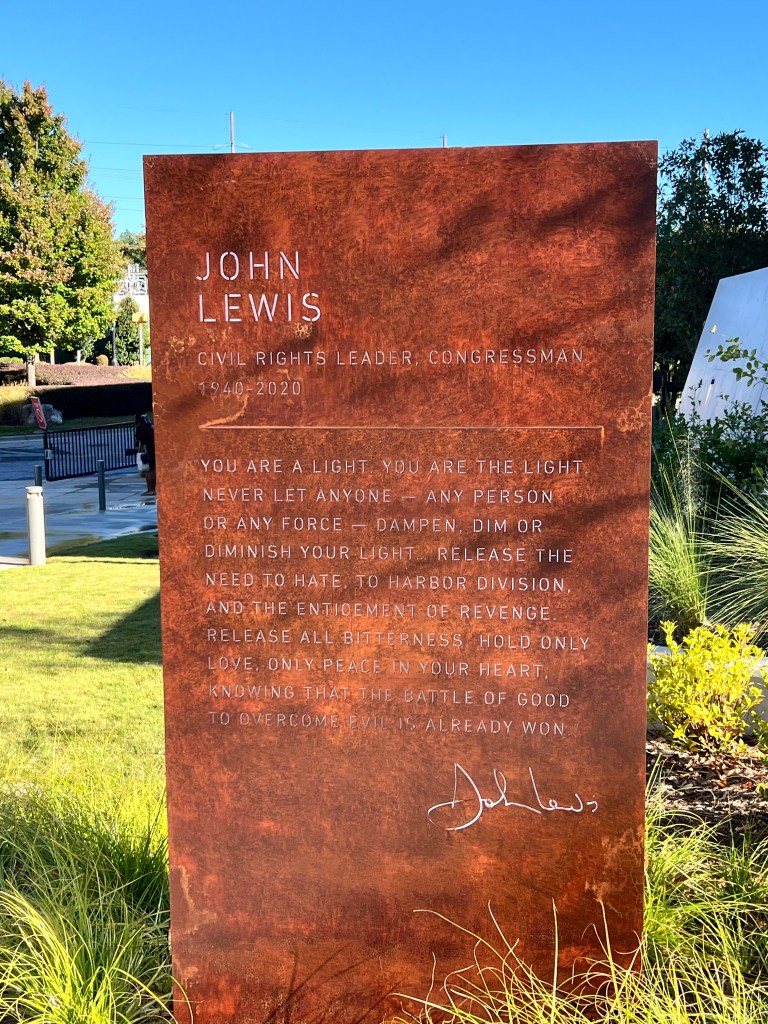 JOHN
LEWIS
CIVIL RIGHTS LEADER, CONGRESSMAN
1940-2020
YOU ARE A LIGHT. YOU ARE THE LIGHT.
NEVER LET ANYONE — ANY PERSON
OR ANY FORCE — DAMPEN, DIM OR
DIMINISH YOUR LIGHT... RELEASE THE
NEED TO HATE, TO HARBOR DIVISION,
AND THE ENTICEMENT OF REVENGE.
RELEASE ALL BITTERNESS. HOLD ONLY
LOVE, ONLY PEACE IN YOUR HEART,
KNOWING THAT THE BATTLE OF GOOD
TO OVERCOME EVIL IS ALREADY WON
John Lewis